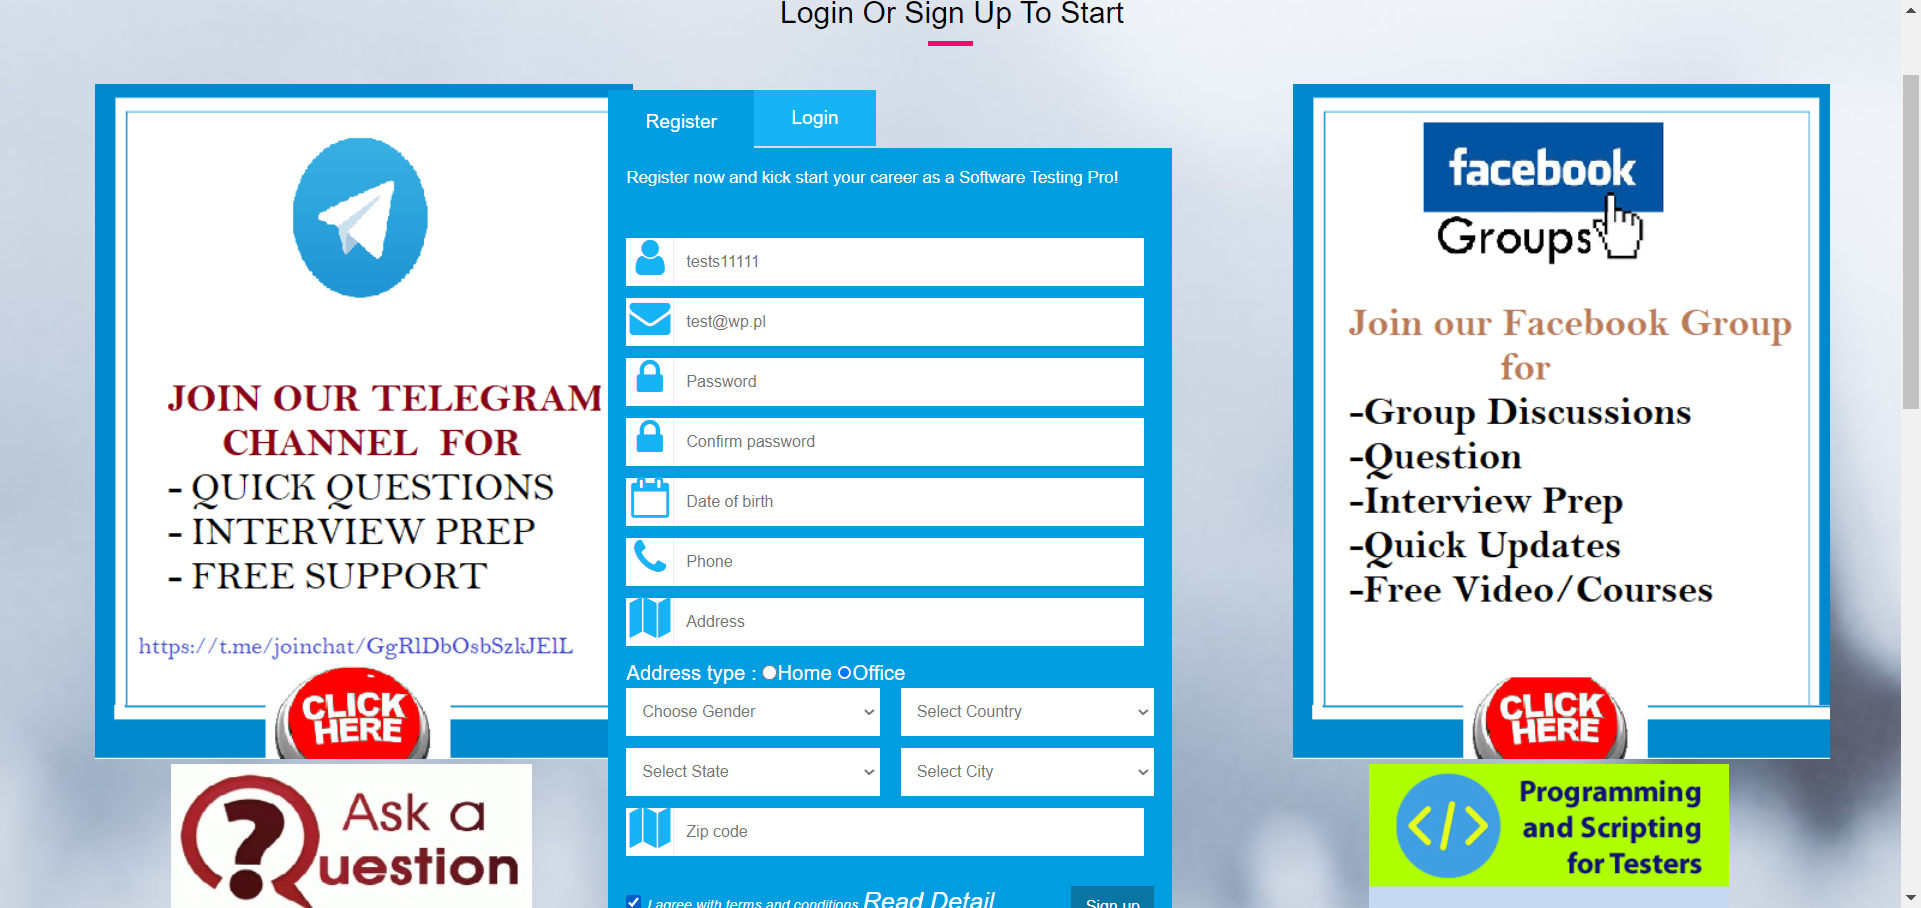 Login Or Sign Up To Start
JOIN OUR TELEGRAM
CHANNEL FOR
- QUICK QUESTIONS
- INTERVIEW PREP
- FREE SUPPORT
https://t.me/joinchat/GgRlDbOsbSzkJElL
CLICK
HERE
Ask a
Question
Register
Login
Register now and kick start your career as a Software Testing Pro!
tests11111
test@wp.pl
Password
Confirm password
Date of birth
Phone
Address
Address type : Home Office
Choose Gender
Select Country
Select State
Select City
Zip code
I agree with terms and conditions Read Detail
Sign up
facebook
Groups
Join our Facebook Group
for
-Group Discussions
-Question
-Interview Prep
-Quick Updates
-Free Video/Courses
CLICK
HERE
</>
Programming
and Scripting
for Testers